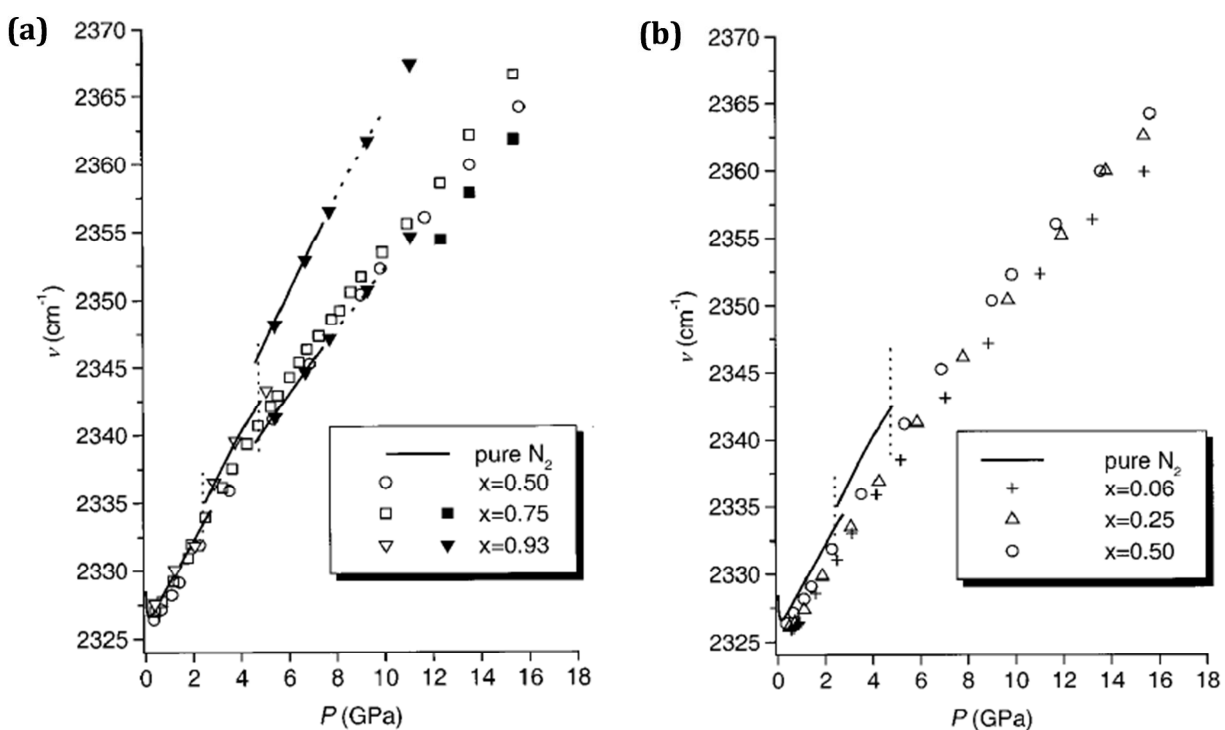 (a)
2370
2365
2360
2355
2350
2345
2340
2335
2330
2325
ν (cm⁻¹)
0 2 4 6 8 10 12 14 16 18
P (GPa)
pure N₂
x=0.50
x=0.75
x=0.93
(b)
2370
2365
2360
2355
2350
2345
2340
2335
2330
2325
ν (cm⁻¹)
0 2 4 6 8 10 12 14 16 18
P (GPa)
pure N₂
x=0.06
x=0.25
x=0.50